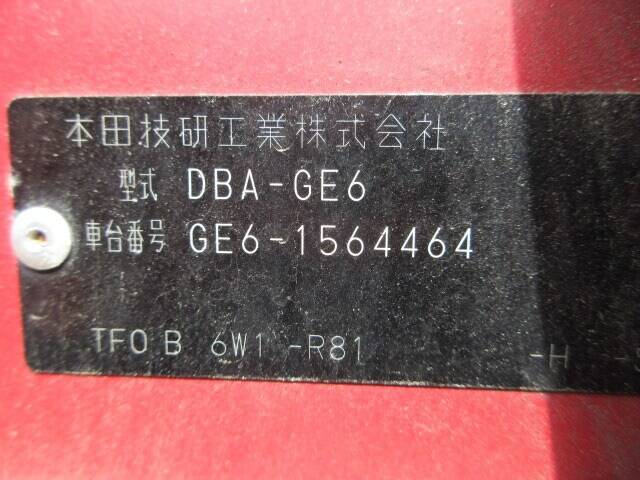 本田技研工業株式会社
型式 DBA-GE6
車台番号 GE6-1564464
TF0 B 6W1 -R81 -H